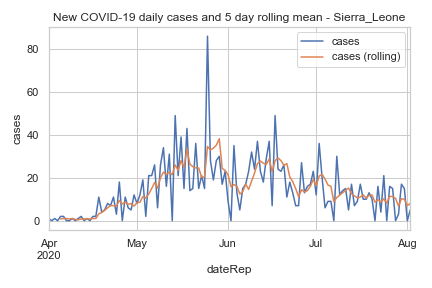 New COVID-19 daily cases and 5 day rolling mean - Sierra_Leone
cases
cases (rolling)
80
60
40
20
0
cases
Apr
2020
May
Jun
Jul
Aug
dateRep